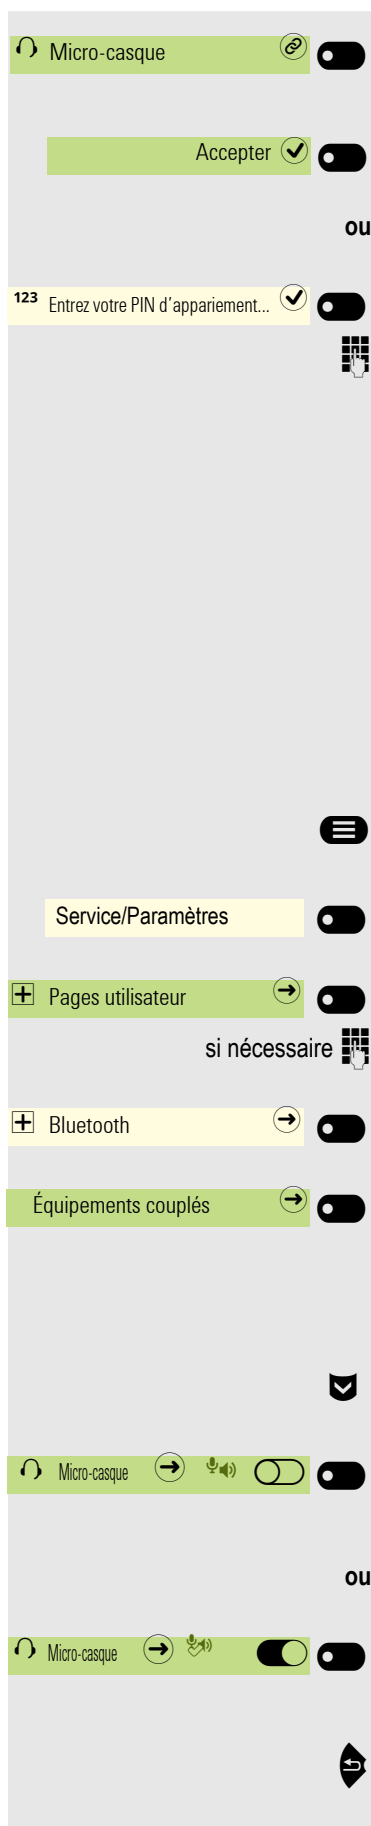 Micro-casque
Accepter
ou
123 Entrez votre PIN d'appariement...
Service/Paramètres
Pages utilisateur
si nécessaire
Bluetooth
Équipements couplés
Micro-casque
ou
Micro-casque